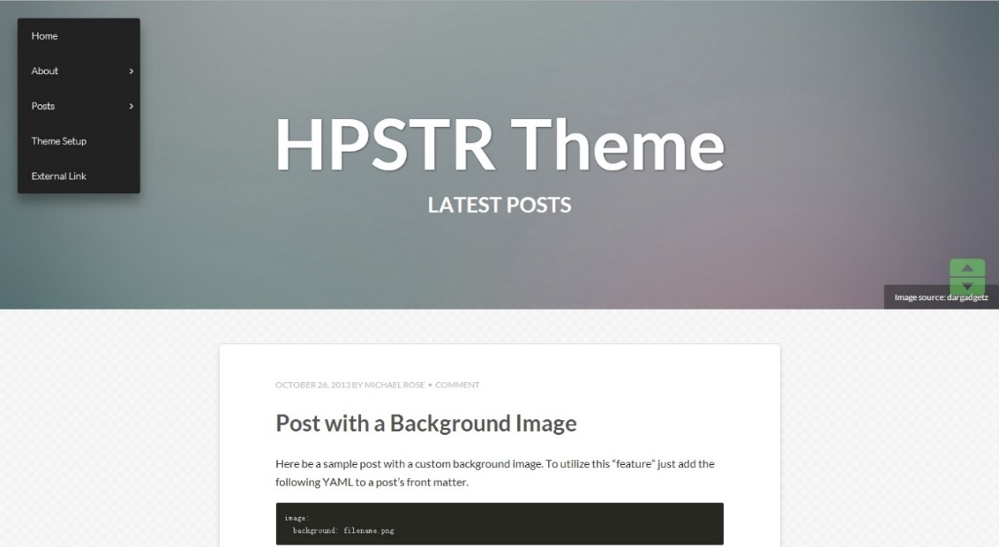 Home
About
Posts
Theme Setup
External Link
HPSTR Theme
LATEST POSTS
Image source: dargadgetz
OCTOBER 26, 2013 BY MICHAEL ROSE • COMMENT
Post with a Background Image
Here be a sample post with a custom background image. To utilize this “feature” just add the
following YAML to a post’s front matter.
image:
background: filename.png